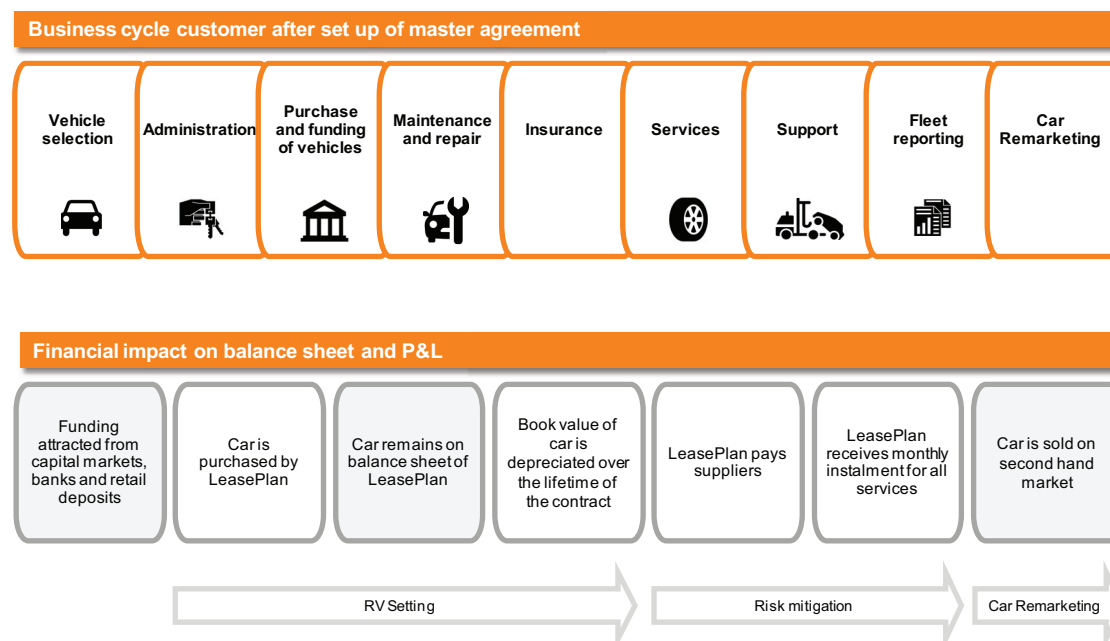 Business cycle customer after set up of master agreement
Vehicle
selection
Administration
Purchase
and funding
of vehicles
Maintenance
and repair
Insurance
Services
Support
Fleet
reporting
Car
Remarketing
Financial impact on balance sheet and P&L
Funding
attracted from
capital markets,
banks and retail
deposits
Car is
purchased by
LeasePlan
Car remains on
balance sheet of
LeasePlan
Book value of
car is
depreciated over
the lifetime of
the contract
LeasePlan pays
suppliers
LeasePlan
receives monthly
instalment for all
services
Car is sold on
second hand
market
RV Setting
Risk mitigation
Car Remarketing